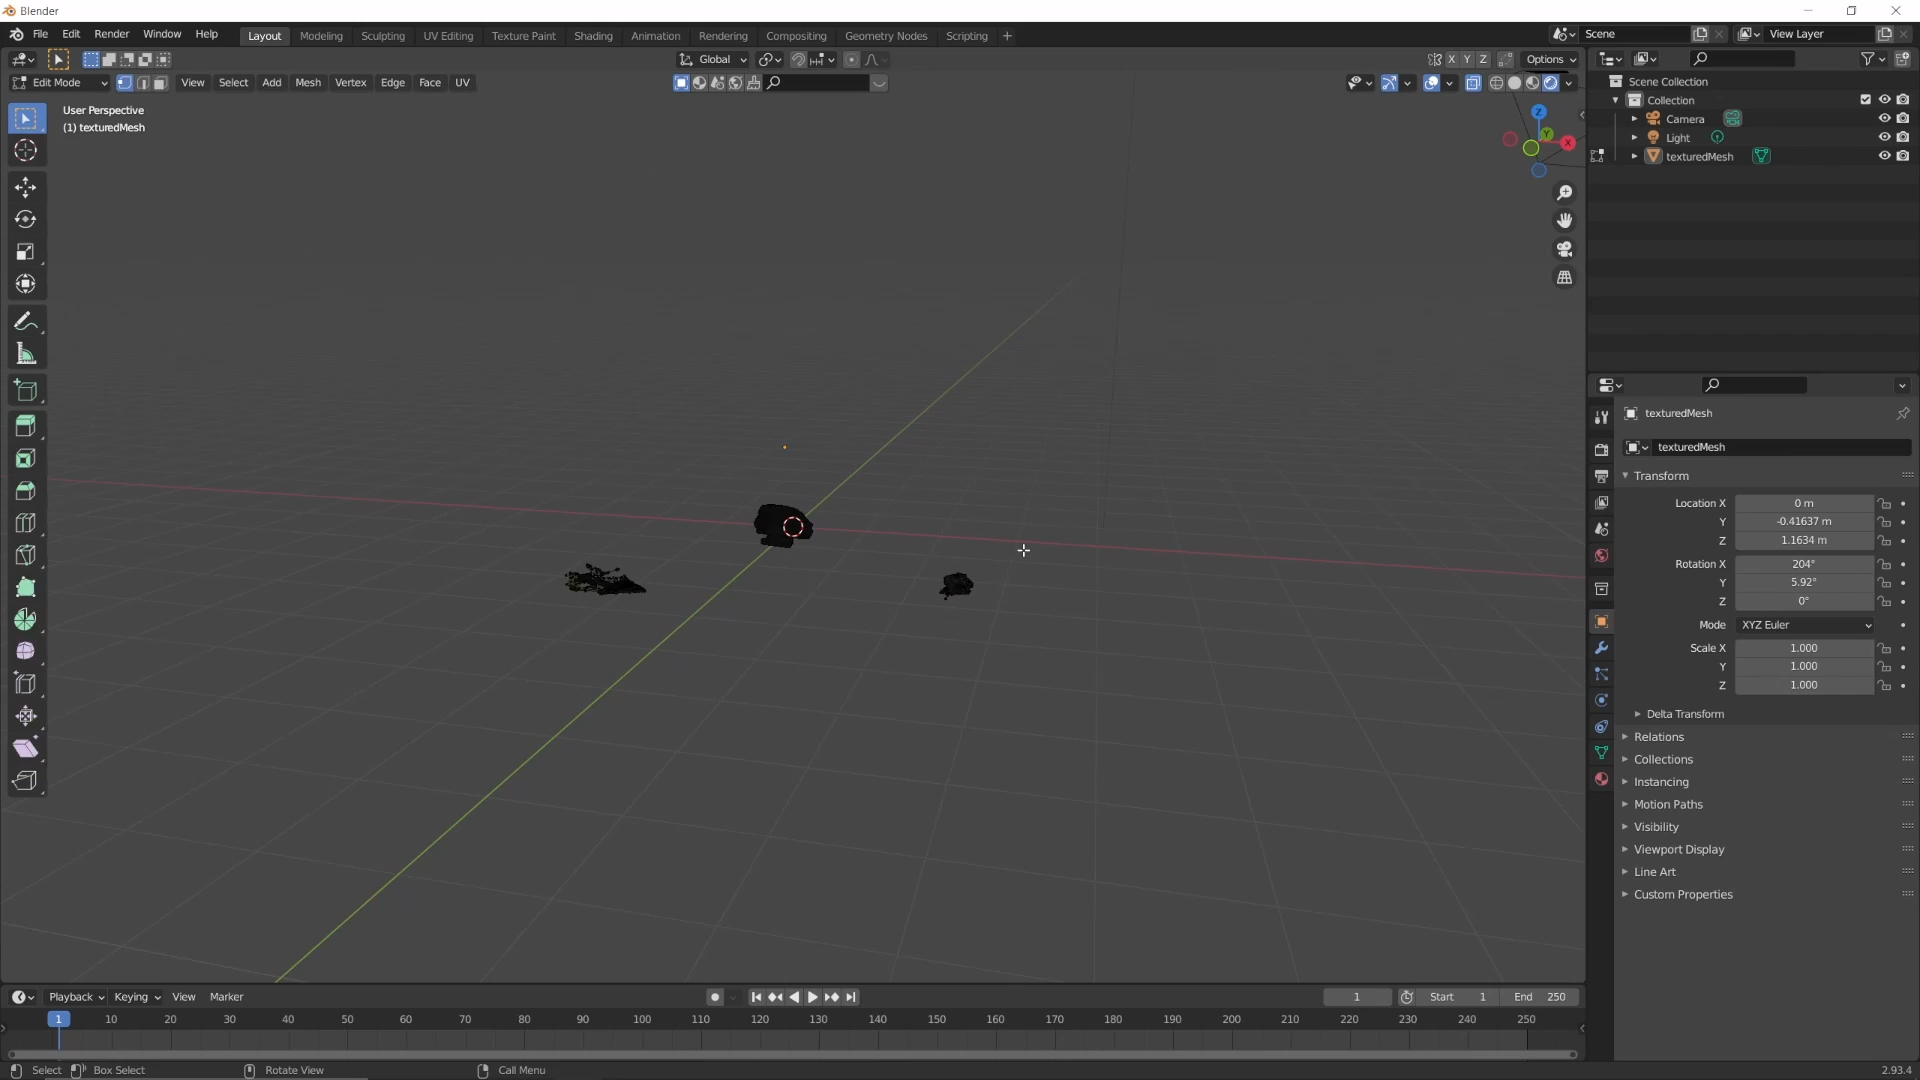 Blender
File Edit Render Window Help Layout Modeling Sculpting UV Editing Texture Paint Shading Animation Rendering Compositing Geometry Nodes Scripting + Scene View Layer
Global X Y Z Options
Edit Mode View Select Add Mesh Vertex Edge Face UV
User Perspective
(1) texturedMesh
Z
Y
X
Scene Collection
Collection
Camera
Light
texturedMesh
texturedMesh
texturedMesh
Transform
Location X 0 m
Y -0.41637 m
Z 1.1634 m
Rotation X 204°
Y 5.92°
Z 0°
Mode XYZ Euler
Scale X 1.000
Y 1.000
Z 1.000
Delta Transform
Relations
Collections
Instancing
Motion Paths
Visibility
Viewport Display
Line Art
Custom Properties
Playback Keying View Marker 1 Start 1 End 250
1 10 20 30 40 50 60 70 80 90 100 110 120 130 140 150 160 170 180 190 200 210 220 230 240 250
Select Box Select Rotate View Call Menu 2.93.4